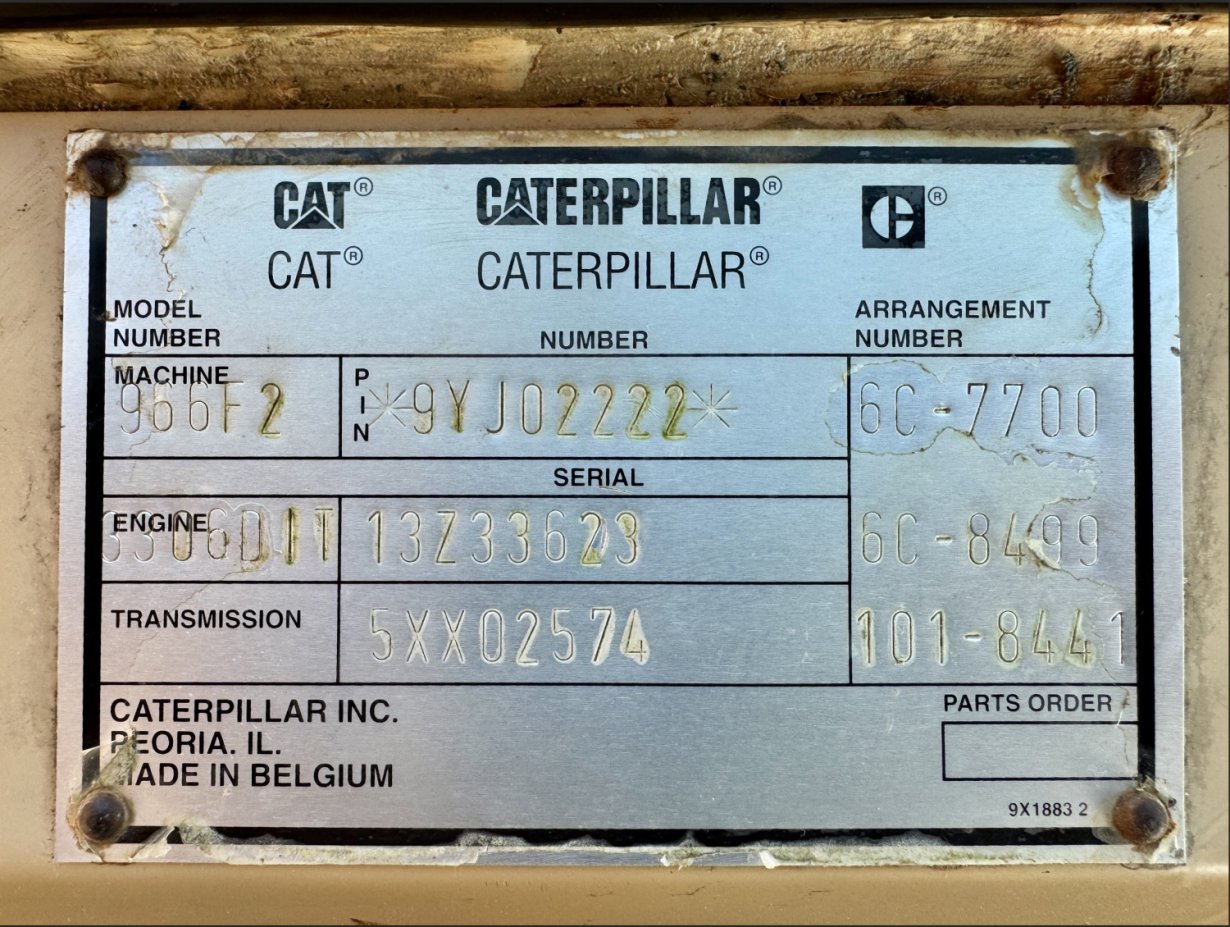 CAT® CATERPILLAR® C®
CAT® CATERPILLAR®
MODEL NUMBER NUMBER ARRANGEMENT NUMBER
MACHINE 966F2 PIN *9YJ02222* 6C-7700
SERIAL
ENGINE 3306DIT 13Z33623 6C-8499
TRANSMISSION 5XX02574 101-8441
CATERPILLAR INC. PARTS ORDER
PEORIA. IL.
MADE IN BELGIUM
9X1883 2